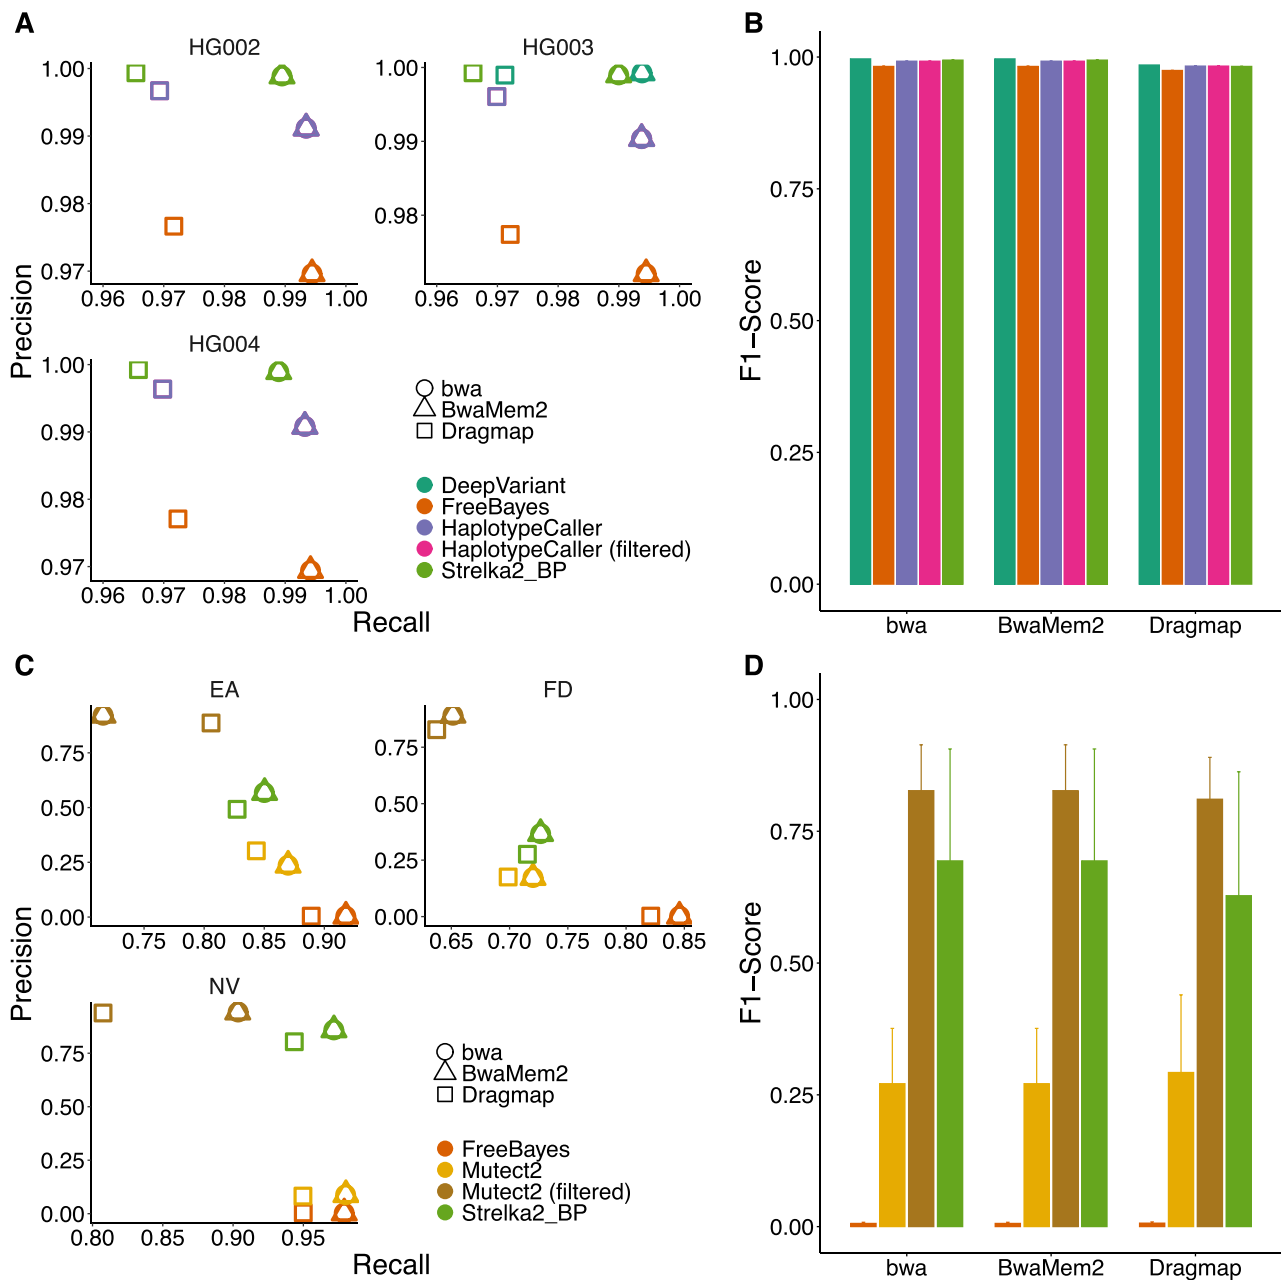 A
HG002
HG003
1.00
0.99
0.98
0.97
0.96 0.97 0.98 0.99 1.00
1.00
0.99
0.98
0.96 0.97 0.98 0.99 1.00
HG004
1.00
0.99
0.98
0.97
0.96 0.97 0.98 0.99 1.00
Precision
Recall
bwa
BwaMem2
Dragmap
DeepVariant
FreeBayes
HaplotypeCaller
HaplotypeCaller (filtered)
Strelka2_BP
B
F1−Score
1.00
0.75
0.50
0.25
0.00
bwa BwaMem2 Dragmap
C
EA
FD
0.75
0.50
0.25
0.00
0.75 0.80 0.85 0.90
0.75
0.50
0.25
0.00
0.65 0.70 0.75 0.80 0.85
NV
0.75
0.50
0.25
0.00
0.80 0.85 0.90 0.95
Precision
Recall
bwa
BwaMem2
Dragmap
FreeBayes
Mutect2
Mutect2 (filtered)
Strelka2_BP
D
F1−Score
1.00
0.75
0.50
0.25
0.00
bwa BwaMem2 Dragmap